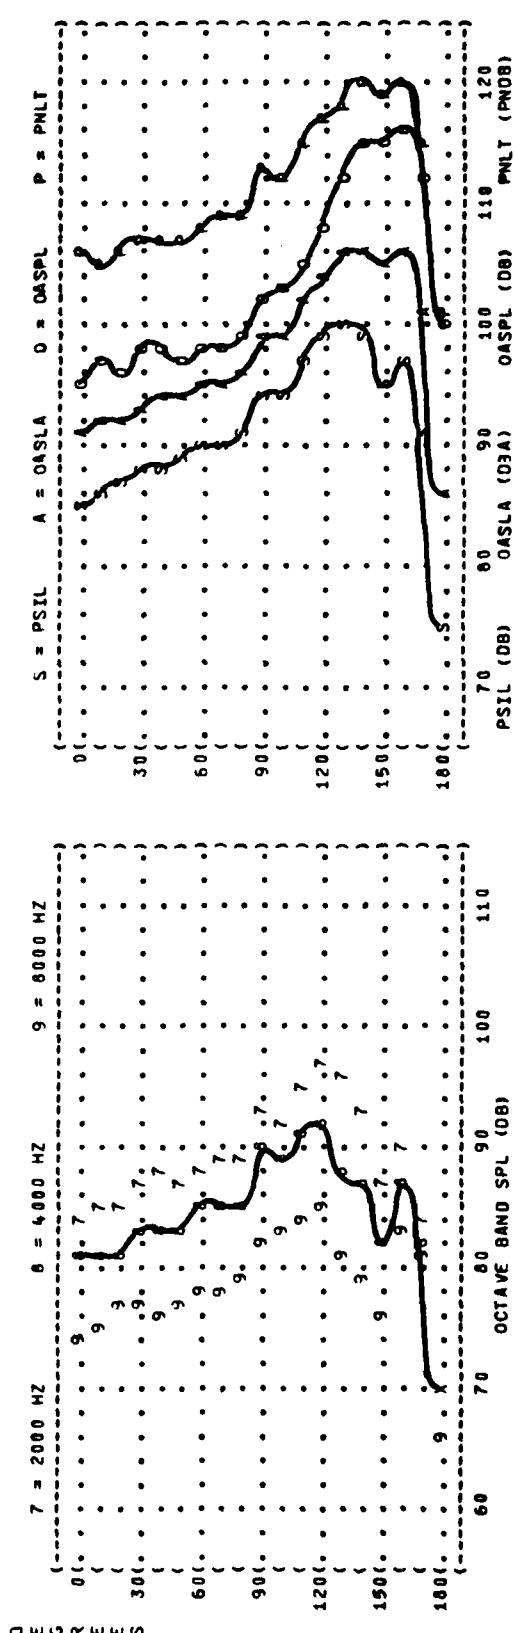 7 = 2000 HZ 8 = 4000 HZ 9 = 8000 HZ
0
30
60
90
120
150
180
60 70 80 90 100 110
OCTAVE BAND SPL (DB)
S = PSIL A = OASLA O = OASPL P = PNLT
0
30
60
90
120
150
180
70 80 90 100 110 120
PSIL (DB) OASLA (DBA) OASPL (DB) PNLT (PNDB)